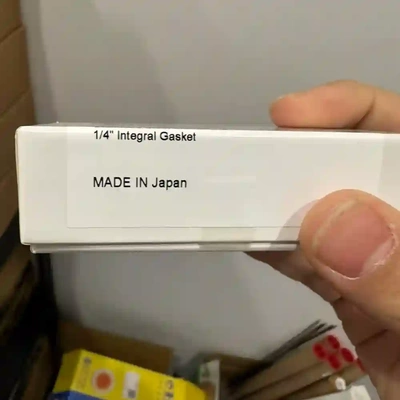 1/4" Integral Gasket
MADE IN Japan